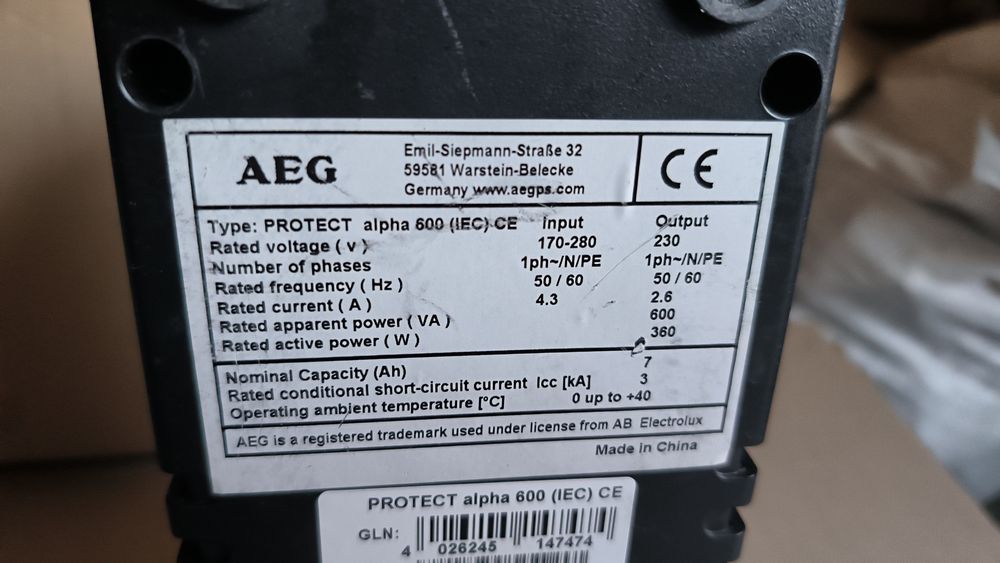 AEG
Emil-Siepmann-Straße 32
59581 Warstein-Belecke
Germany www.aegps.com
CE
Type: PROTECT alpha 600 (IEC) CE Input Output
Rated voltage ( v ) 170-280 230
Number of phases 1ph~/N/PE 1ph~/N/PE
Rated frequency ( Hz ) 50 / 60 50 / 60
Rated current ( A ) 4.3 2.6
Rated apparent power ( VA ) 600
Rated active power ( W ) 360
Nominal Capacity (Ah) 7
Rated conditional short-circuit current Icc [kA] 3
Operating ambient temperature [°C] 0 up to +40
AEG is a registered trademark used under license from AB Electrolux
Made in China
PROTECT alpha 600 (IEC) CE
GLN:
4 026245 147474